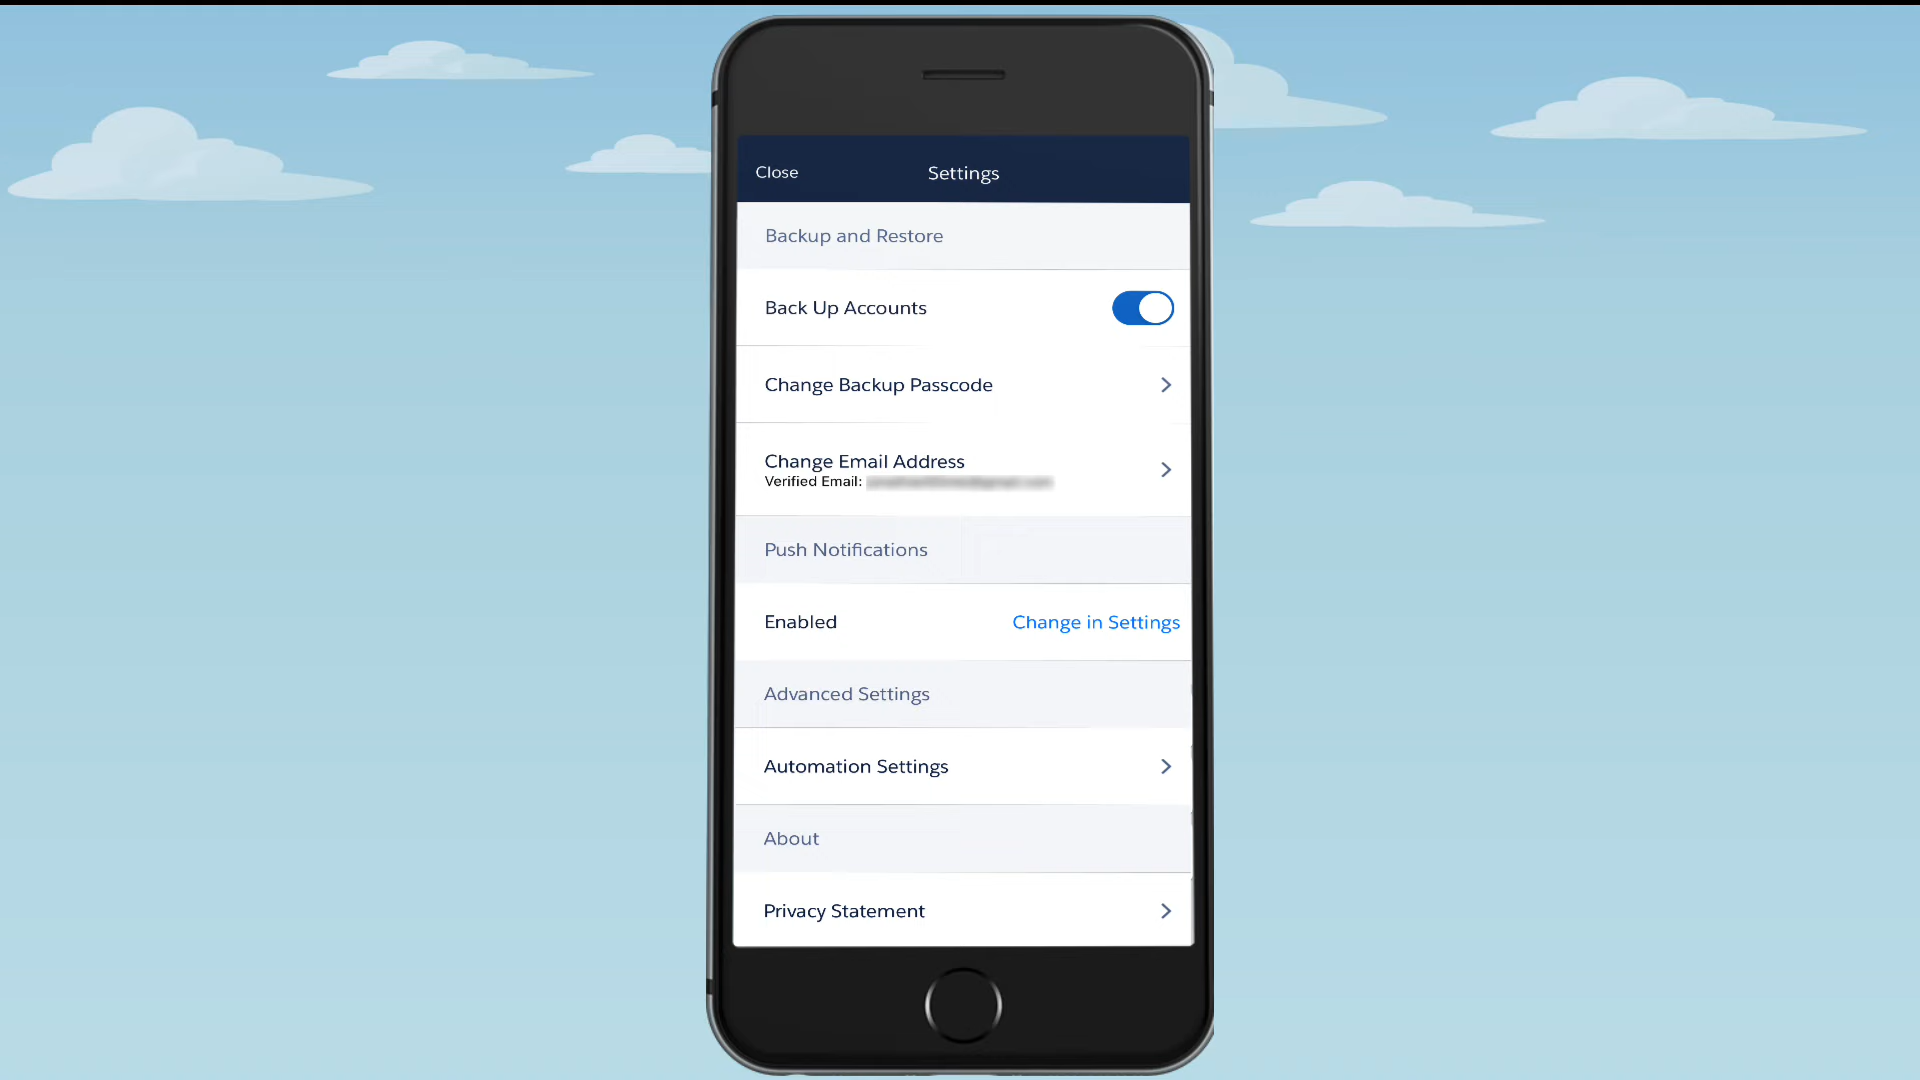 Close
Settings
Backup and Restore
Back Up Accounts
Change Backup Passcode
Change Email Address
Verified Email:
Push Notifications
Enabled
Change in Settings
Advanced Settings
Automation Settings
About
Privacy Statement